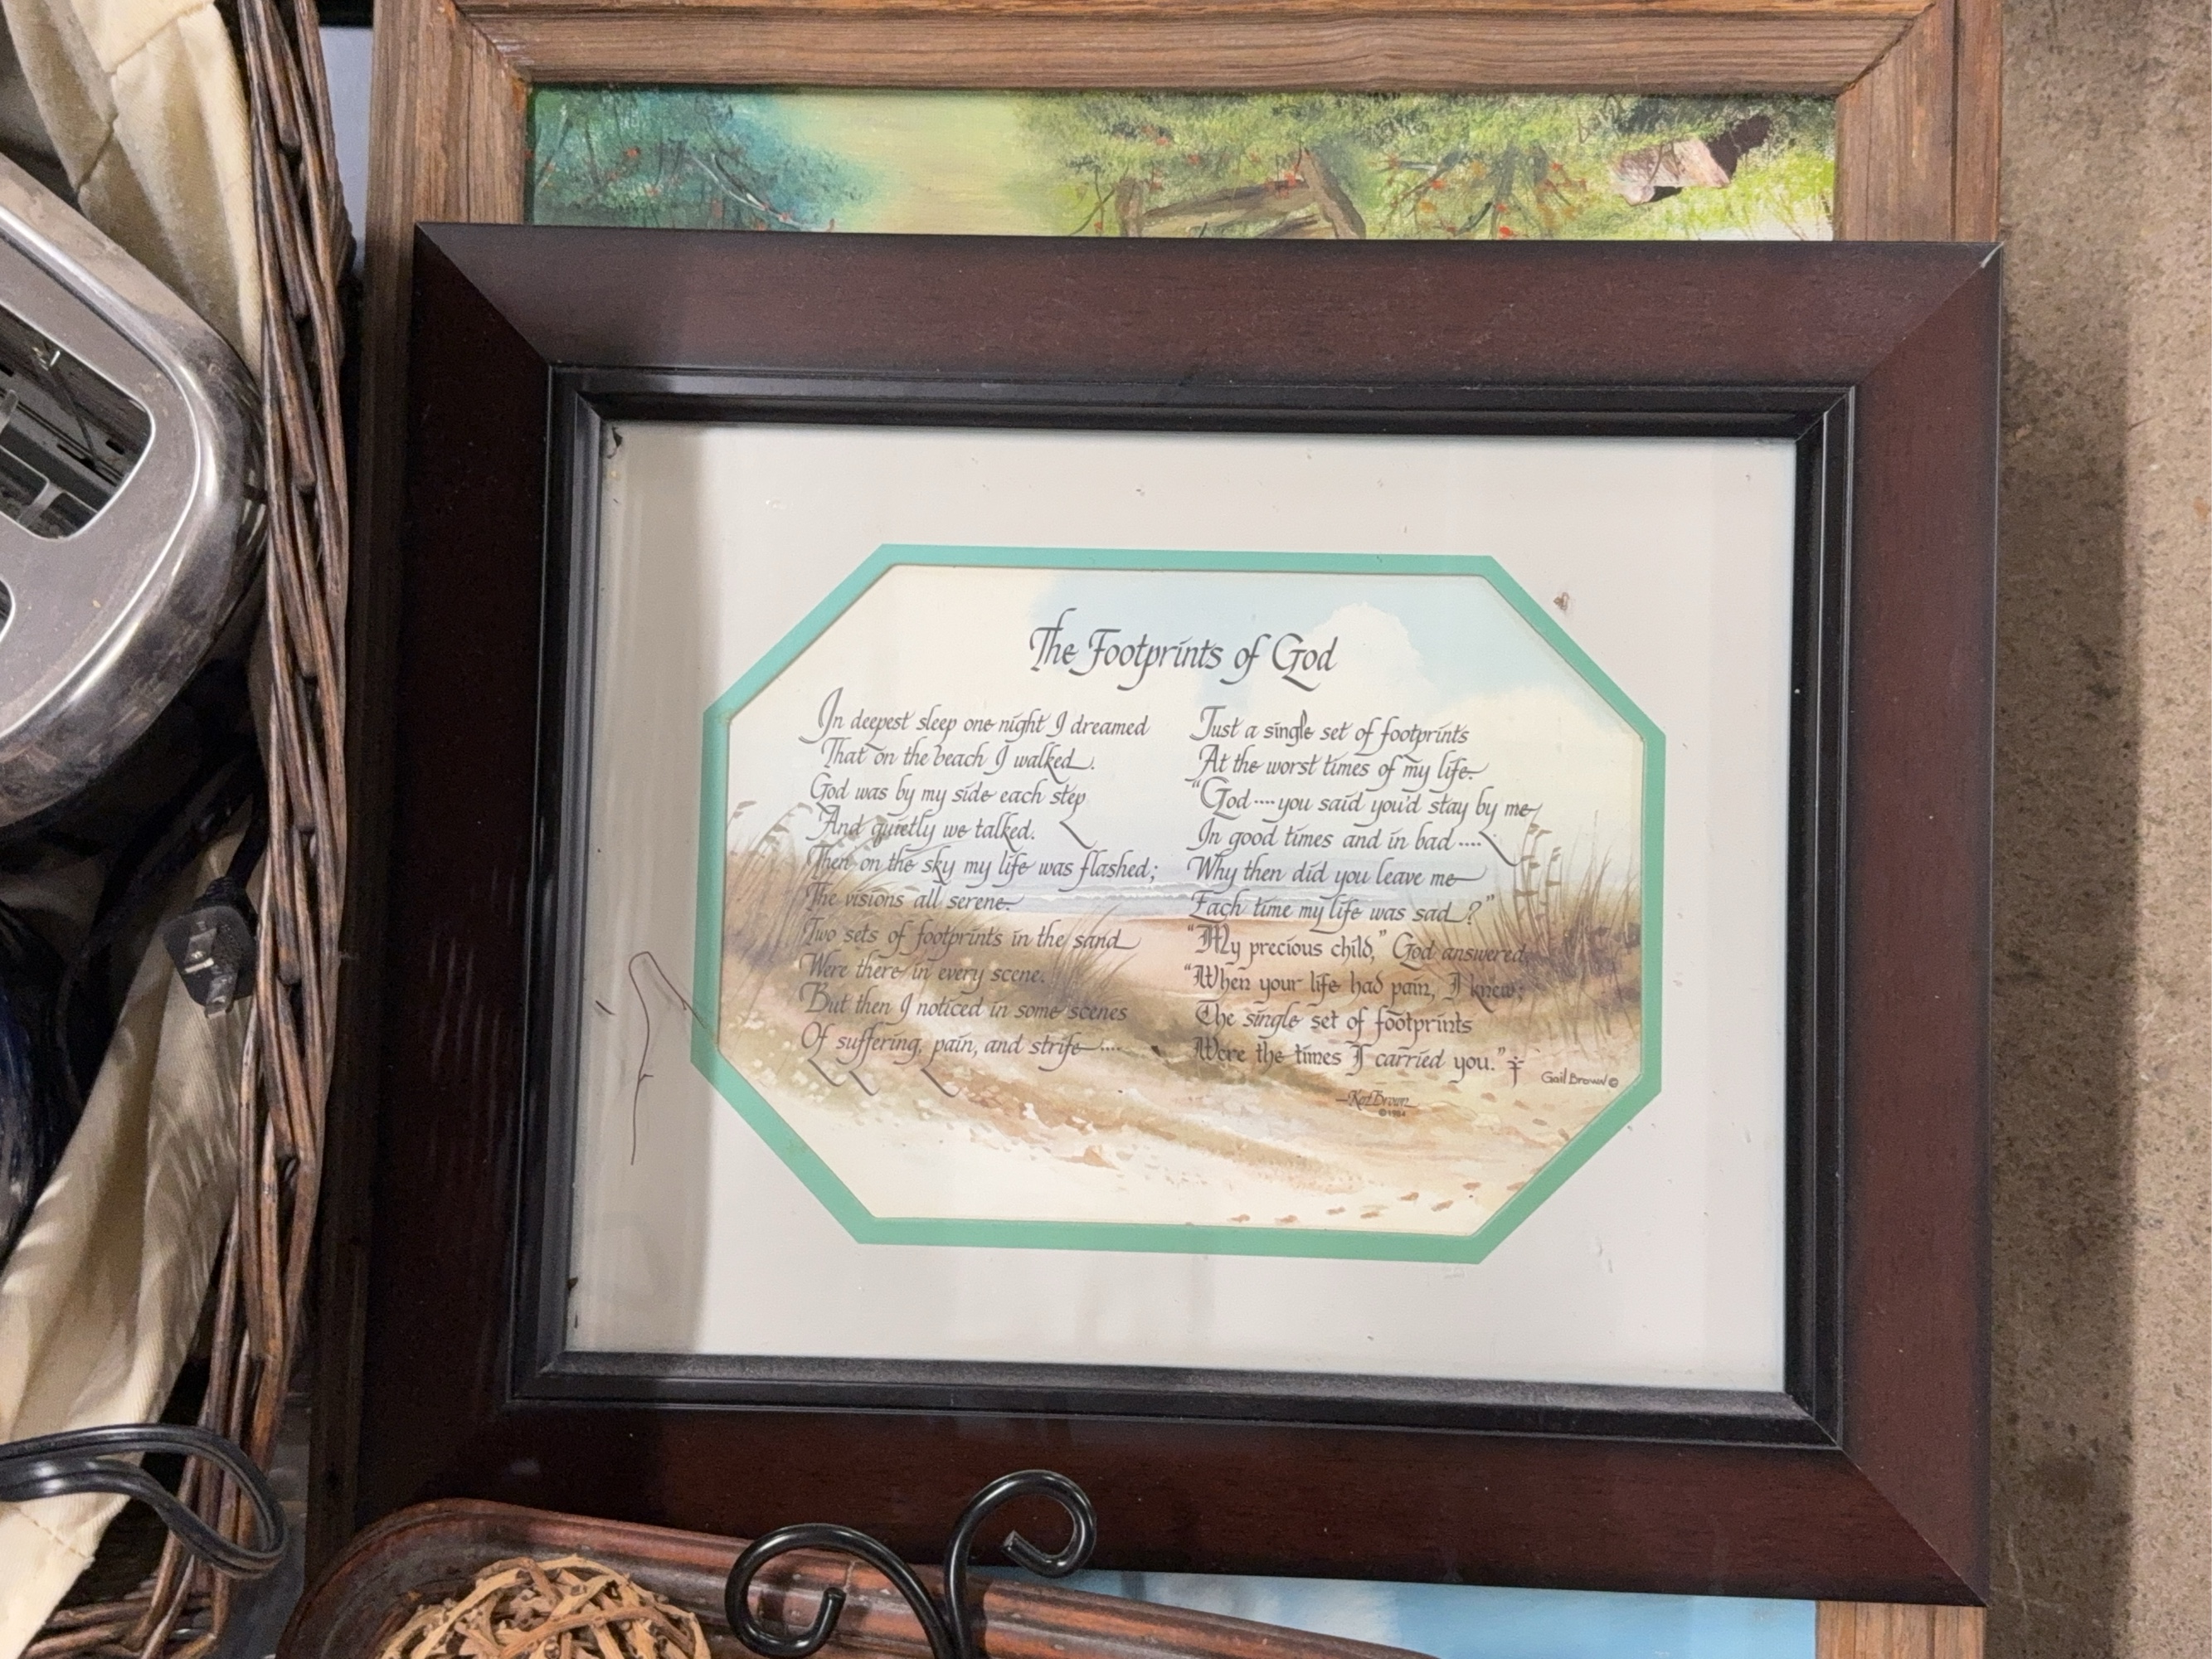 The Footprints of God
In deepest sleep one night I dreamed
That on the beach I walked.
God was by my side each step
And quietly we talked.
Then on the sky my life was flashed;
The visions all serene.
Two sets of footprints in the sand
Were there in every scene.
But then I noticed in some scenes
Of suffering, pain, and strife....
Just a single set of footprints
At the worst times of my life.
"God....you said you'd stay by me
In good times and in bad....
Why then did you leave me
Each time my life was sad?"
"My precious child," God answered,
"When your life had pain, I knew;
The single set of footprints
Were the times I carried you."
Gail Brown ©
—Kat Brown
© 1984